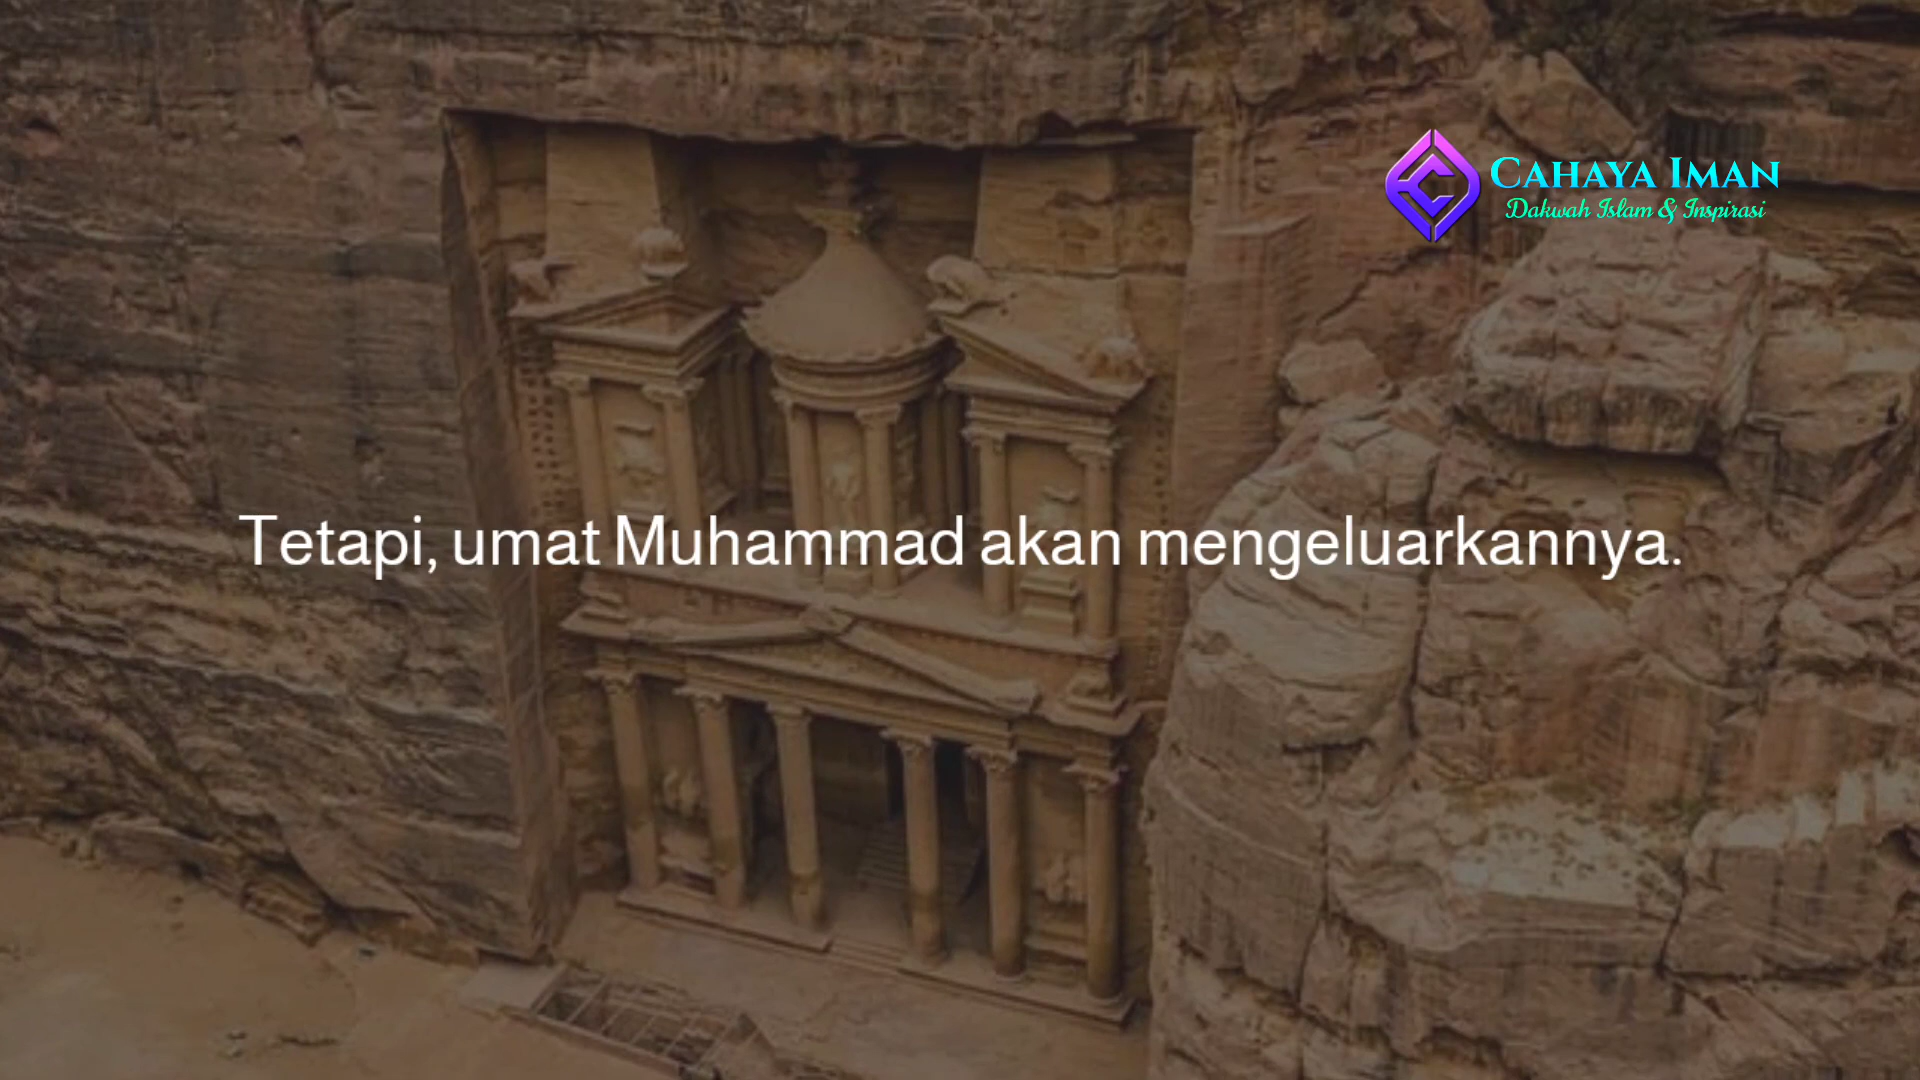 CAHAYA IMAN
Dakwah Islam & Inspirasi
Tetapi, umat Muhammad akan mengeluarkannya.